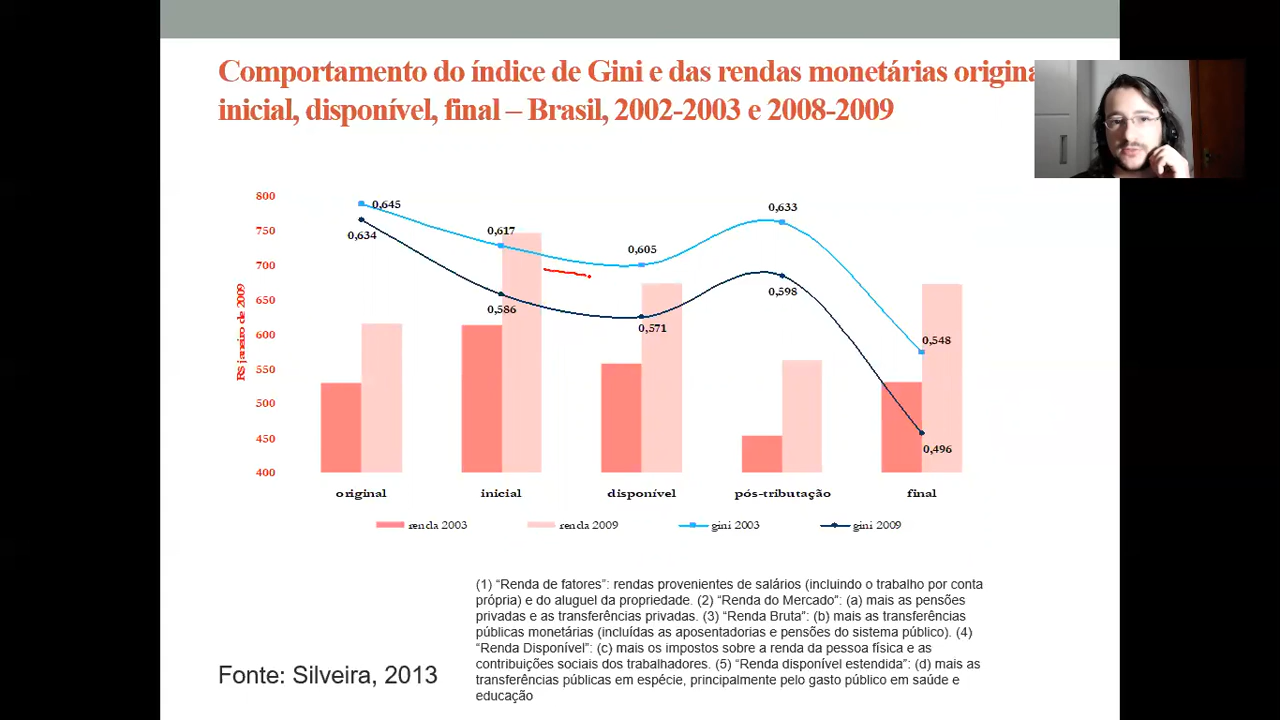 Comportamento do índice de Gini e das rendas monetárias
inicial, disponível, final – Brasil, 2002-2003 e 2008-2009
R$ janeiro de 2009
800
750
700
650
600
550
500
450
400
0,645
0,617
0,605
0,633
0,548
0,634
0,586
0,571
0,598
0,496
original inicial disponível pós-tributação final
renda 2003 renda 2009 gini 2003 gini 2009
(1) “Renda de fatores”: rendas provenientes de salários (incluindo o trabalho por conta
própria) e do aluguel da propriedade. (2) “Renda do Mercado”: (a) mais as pensões
privadas e as transferências privadas. (3) “Renda Bruta”: (b) mais as transferências
públicas monetárias (incluídas as aposentadorias e pensões do sistema público). (4)
“Renda Disponível”: (c) mais os impostos sobre a renda da pessoa física e as
contribuições sociais dos trabalhadores. (5) “Renda disponível estendida”: (d) mais as
transferências públicas em espécie, principalmente pelo gasto público em saúde e
educação
Fonte: Silveira, 2013